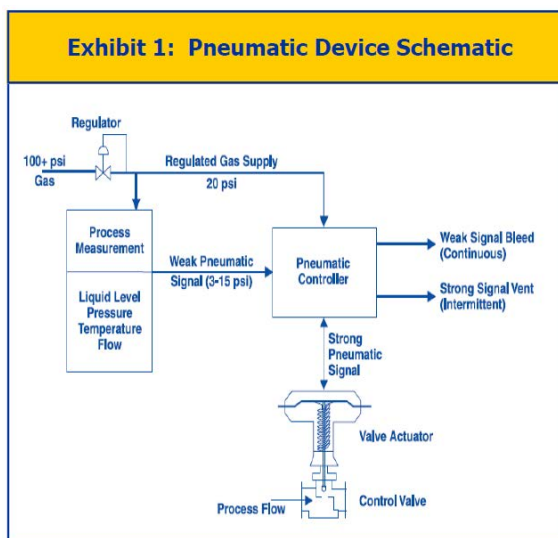 Exhibit 1: Pneumatic Device Schematic
Regulator
100+ psi
Gas
Regulated Gas Supply
20 psi
Process
Measurement
Liquid Level
Pressure
Temperature
Flow
Weak Pneumatic
Signal (3-15 psi)
Pneumatic
Controller
Weak Signal Bleed
(Continuous)
Strong Signal Vent
(Intermittent)
Strong
Pneumatic
Signal
Valve Actuator
Process Flow
Control Valve